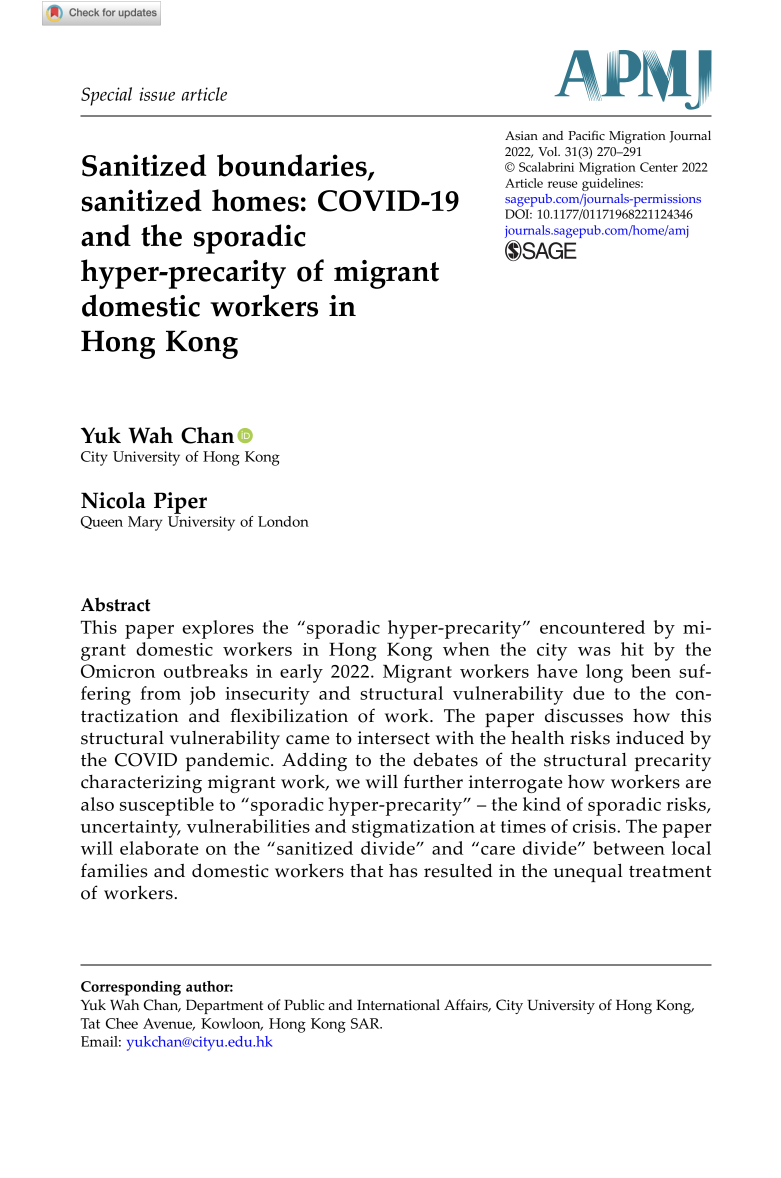 Check for updates
Special issue article
APMJ
Asian and Pacific Migration Journal
2022, Vol. 31(3) 270–291
© Scalabrini Migration Center 2022
Article reuse guidelines:
sagepub.com/journals-permissions
DOI: 10.1177/01171968221124346
journals.sagepub.com/home/amj
SAGE
Sanitized boundaries,
sanitized homes: COVID-19
and the sporadic
hyper-precarity of migrant
domestic workers in
Hong Kong
Yuk Wah Chan iD
City University of Hong Kong
Nicola Piper
Queen Mary University of London
Abstract
This paper explores the “sporadic hyper-precarity” encountered by mi-
grant domestic workers in Hong Kong when the city was hit by the
Omicron outbreaks in early 2022. Migrant workers have long been suf-
fering from job insecurity and structural vulnerability due to the con-
tractization and flexibilization of work. The paper discusses how this
structural vulnerability came to intersect with the health risks induced by
the COVID pandemic. Adding to the debates of the structural precarity
characterizing migrant work, we will further interrogate how workers are
also susceptible to “sporadic hyper-precarity” – the kind of sporadic risks,
uncertainty, vulnerabilities and stigmatization at times of crisis. The paper
will elaborate on the “sanitized divide” and “care divide” between local
families and domestic workers that has resulted in the unequal treatment
of workers.
Corresponding author:
Yuk Wah Chan, Department of Public and International Affairs, City University of Hong Kong,
Tat Chee Avenue, Kowloon, Hong Kong SAR.
Email: yukchan@cityu.edu.hk